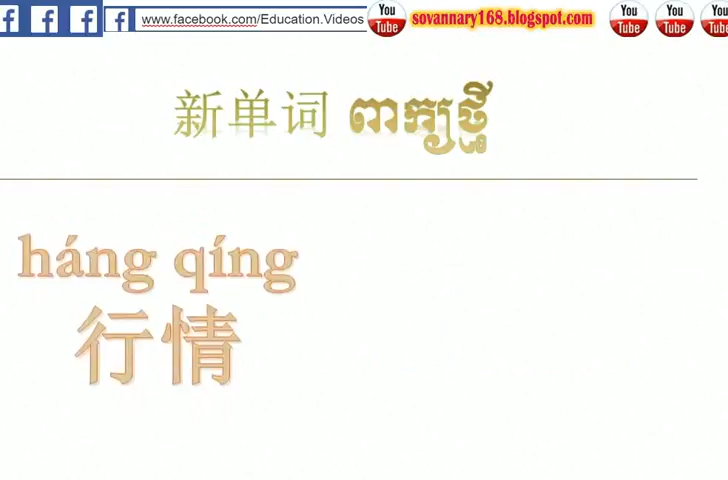 www.facebook.com/Education.Videos You Tube sovannary168.blogspot.com You Tube You Tube
新单词 ពាក្យថ្មី
háng qíng
行情